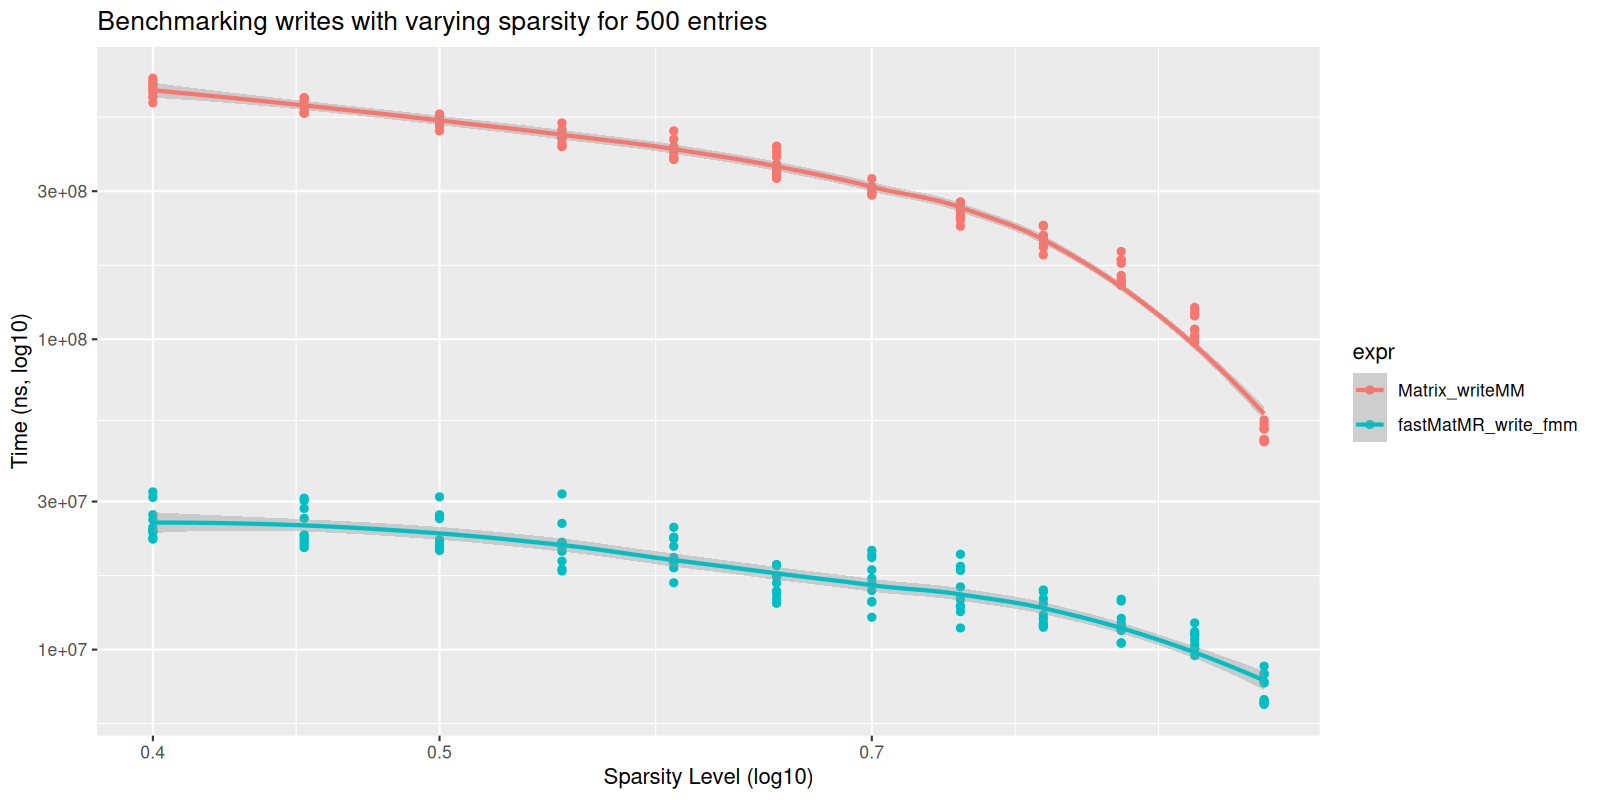 Benchmarking writes with varying sparsity for 500 entries
Time (ns, log10)
3e+08
1e+08
3e+07
1e+07
0.4
0.5
0.7
Sparsity Level (log10)
expr
Matrix_writeMM
fastMatMR_write_fmm